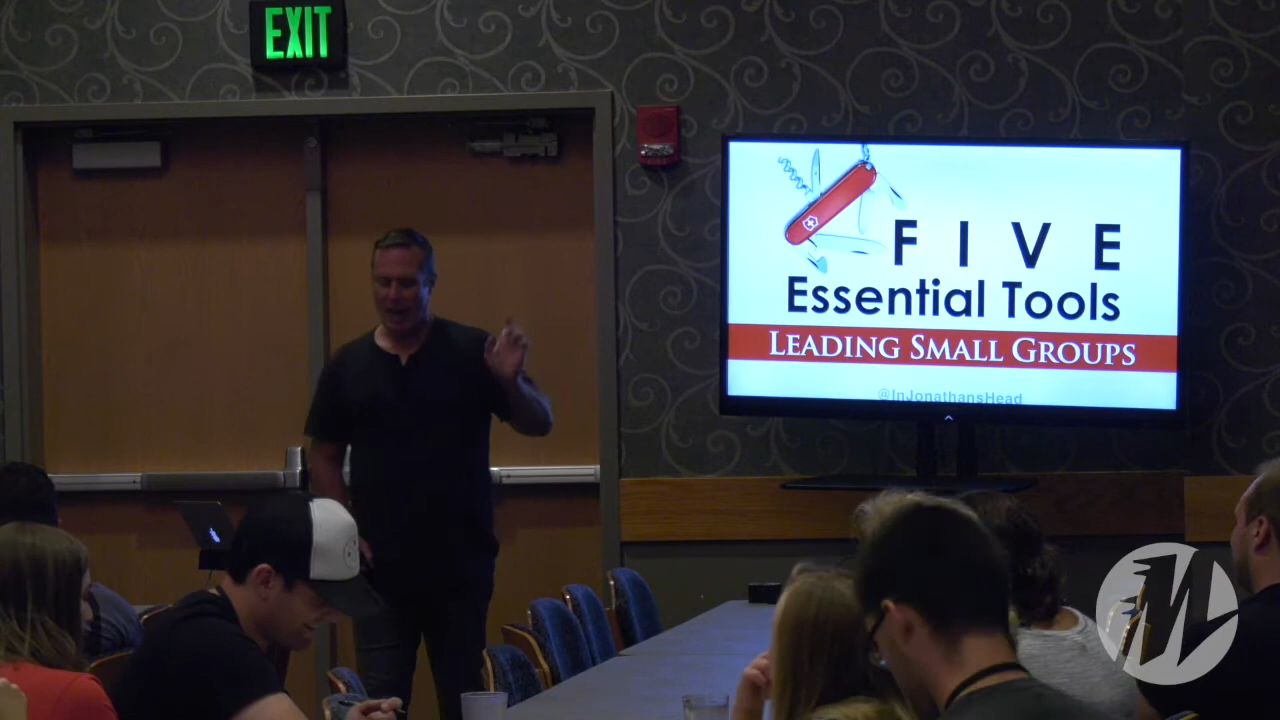 EXIT
FIVE
Essential Tools
LEADING SMALL GROUPS
@InJonathansHead
M